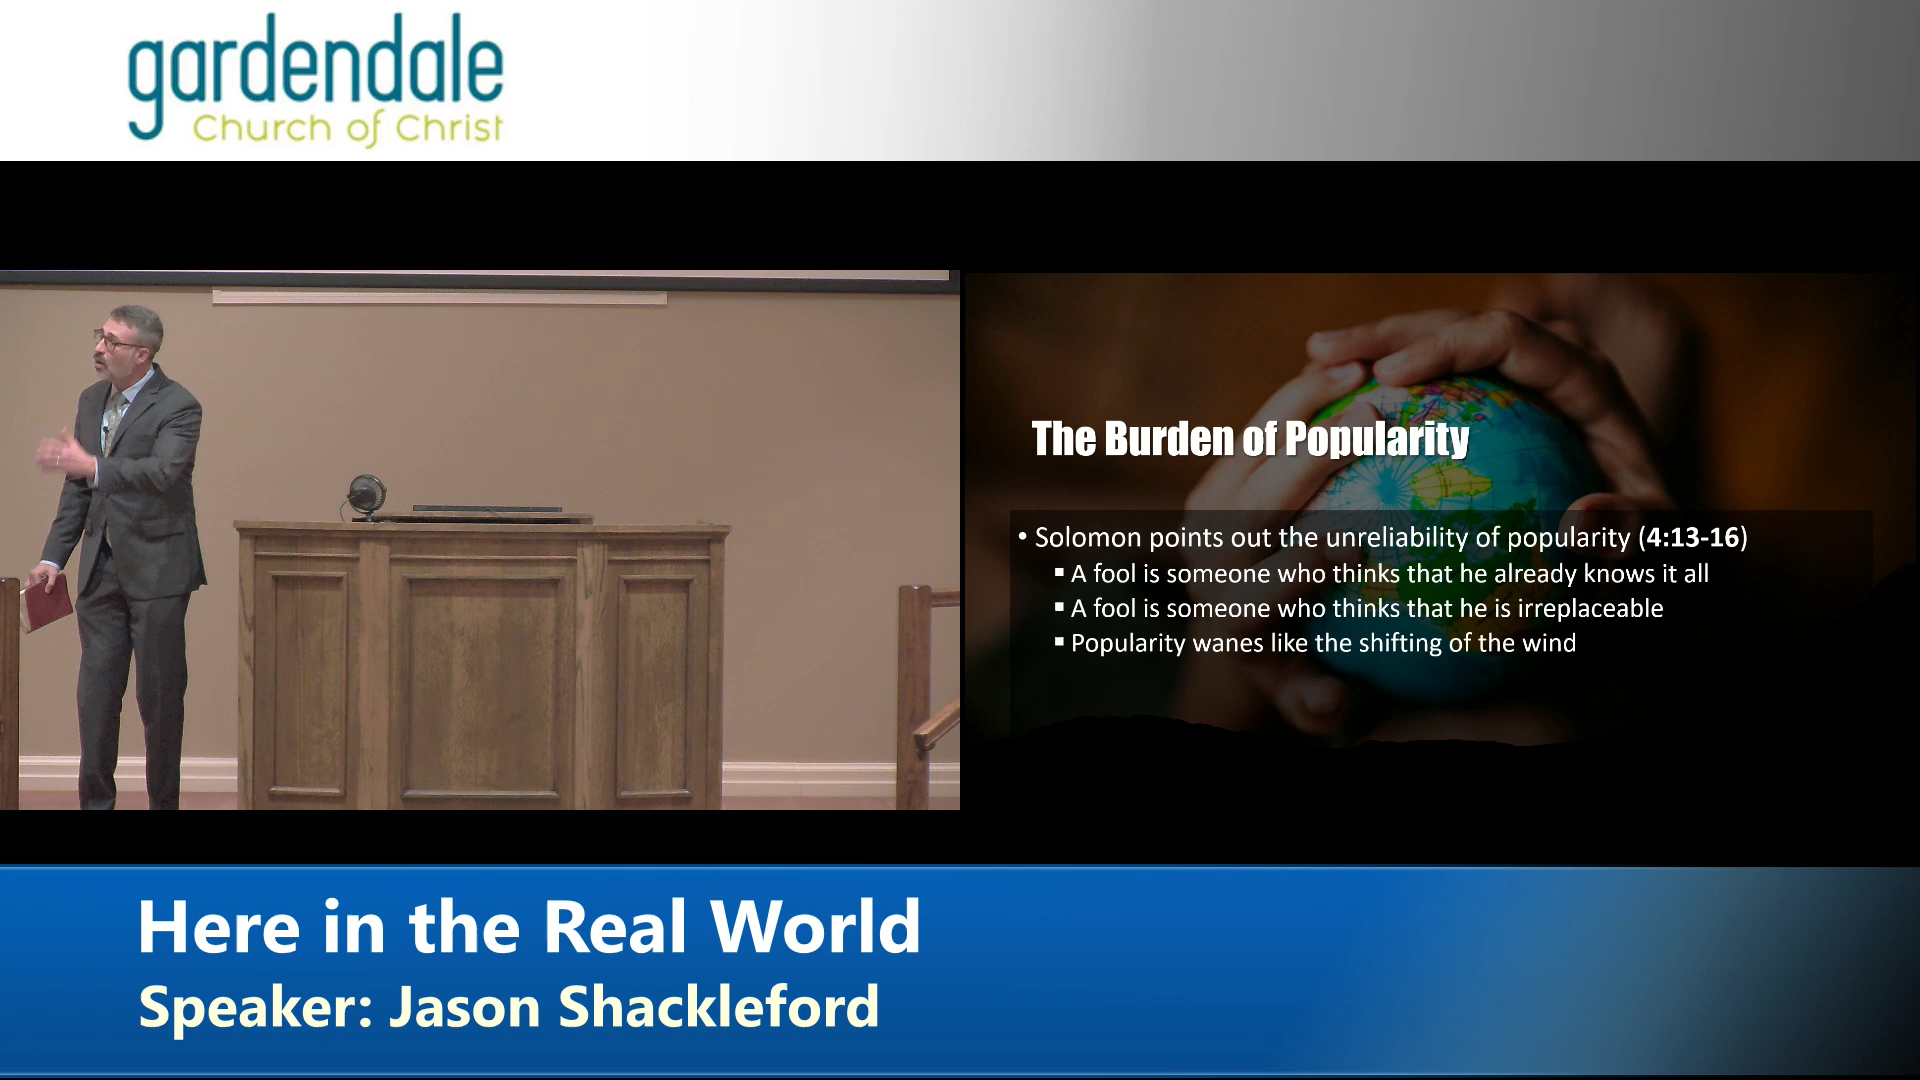 gardendale
Church of Christ
The Burden of Popularity
• Solomon points out the unreliability of popularity (4:13-16)
▪ A fool is someone who thinks that he already knows it all
▪ A fool is someone who thinks that he is irreplaceable
▪ Popularity wanes like the shifting of the wind
Here in the Real World
Speaker: Jason Shackleford